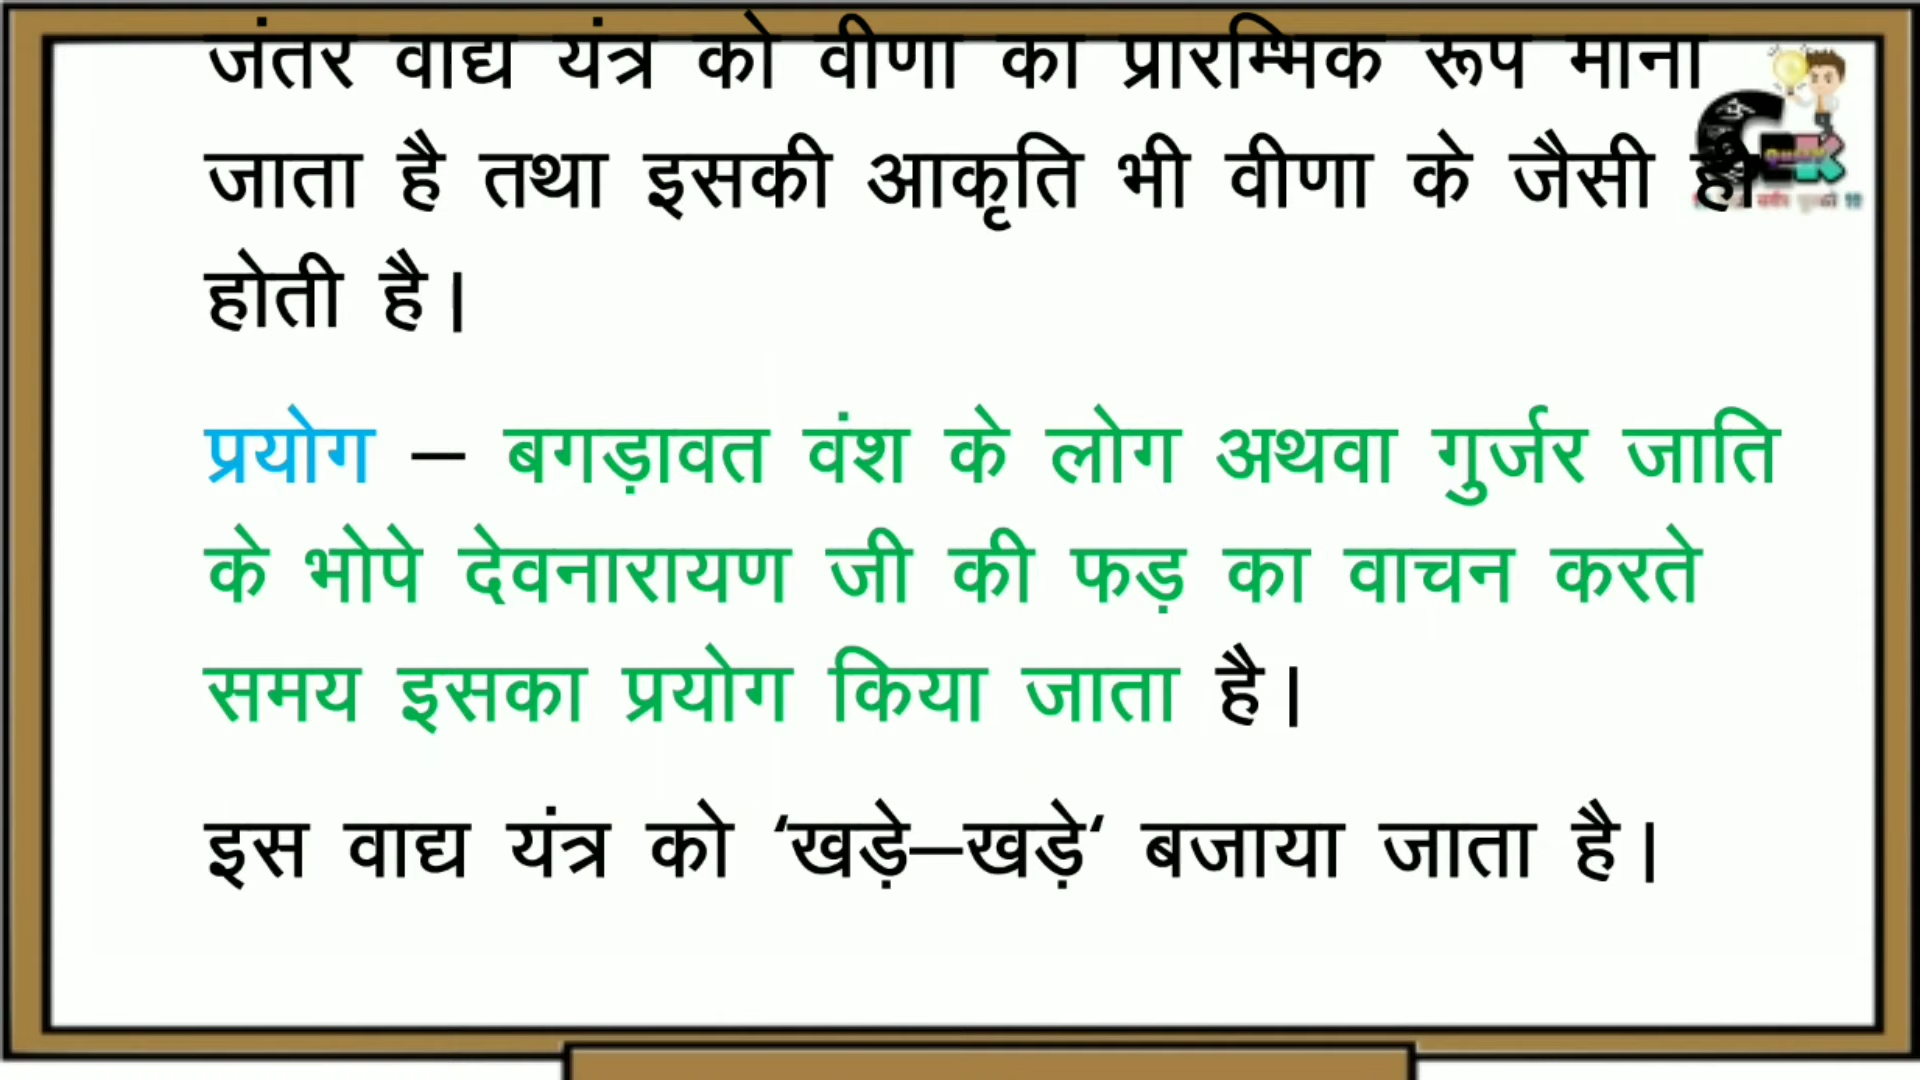 जंतर वाद्य यंत्र को वीणा का प्रारम्भिक रूप माना
जाता है तथा इसकी आकृति भी वीणा के जैसी ही
होती है।
प्रयोग – बगड़ावत वंश के लोग अथवा गुर्जर जाति
के भोपे देवनारायण जी की फड़ का वाचन करते
समय इसका प्रयोग किया जाता है।
इस वाद्य यंत्र को ‘खड़े–खड़े‘ बजाया जाता है।